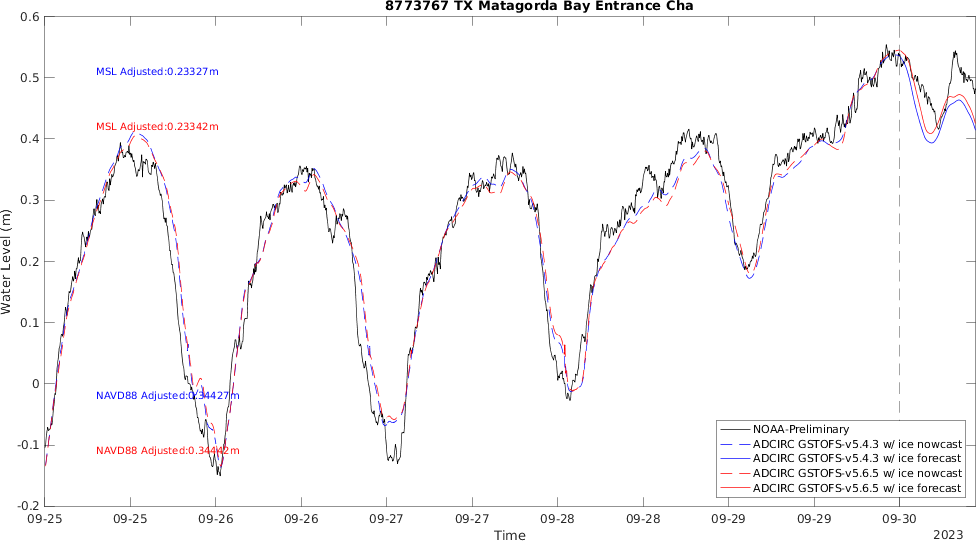 8773767 TX Matagorda Bay Entrance Cha
0.6
0.5
0.4
0.3
0.2
0.1
0
-0.1
-0.2
Water Level (m)
MSL Adjusted:0.23327m
MSL Adjusted:0.23342m
NAVD88 Adjusted:0.34427m
NAVD88 Adjusted:0.34442m
NOAA-Preliminary
ADCIRC GSTOFS-v5.4.3 w/ ice nowcast
ADCIRC GSTOFS-v5.4.3 w/ ice forecast
ADCIRC GSTOFS-v5.6.5 w/ ice nowcast
ADCIRC GSTOFS-v5.6.5 w/ ice forecast
09-25 09-25 09-26 09-26 09-27 09-27 09-28 09-28 09-29 09-29 09-30
Time
2023